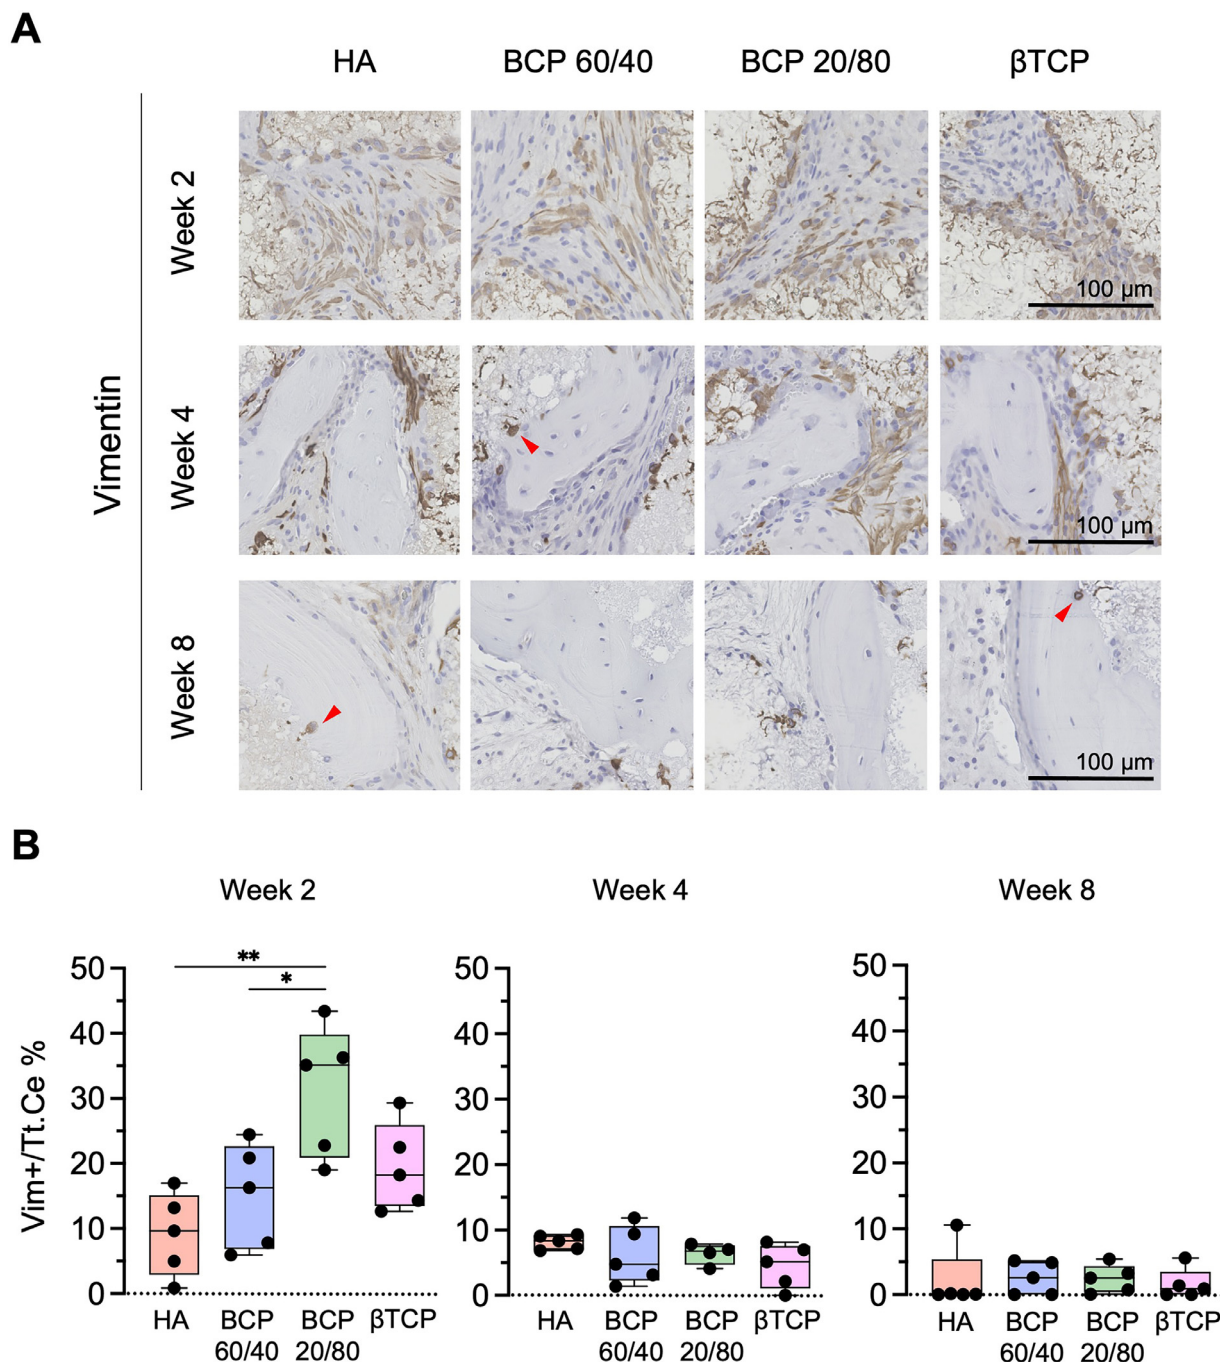 A
HA BCP 60/40 BCP 20/80 βTCP
Vimentin
Week 2
100 µm
Week 4
100 µm
Week 8
100 µm
B
Week 2 Week 4 Week 8
Vim+/Tt.Ce %
** 
*
50 50 50
40 40 40
30 30 30
20 20 20
10 10 10
0 0 0
HA BCP BCP βTCP HA BCP BCP βTCP HA BCP BCP βTCP
60/40 20/80 60/40 20/80 60/40 20/80